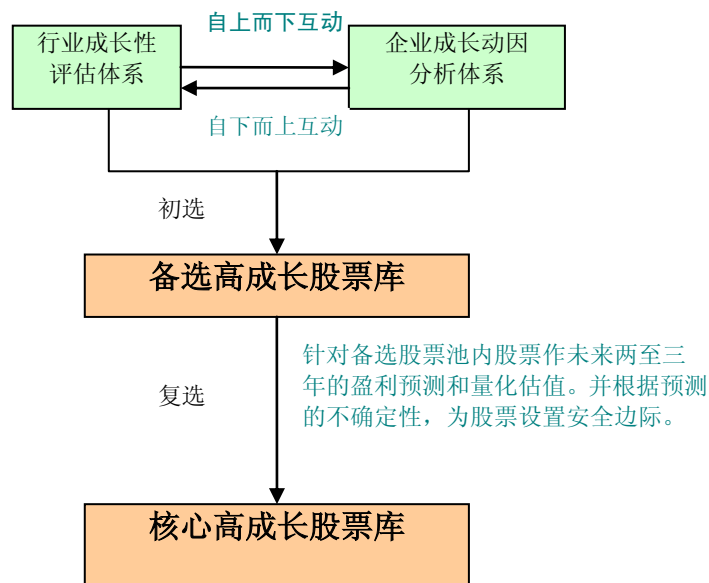 自上而下互动
行业成长性
评估体系
企业成长动因
分析体系
自下而上互动
初选
备选高成长股票库
针对备选股票池内股票作未来两至三
年的盈利预测和量化估值。并根据预测
的不确定性，为股票设置安全边际。
复选
核心高成长股票库